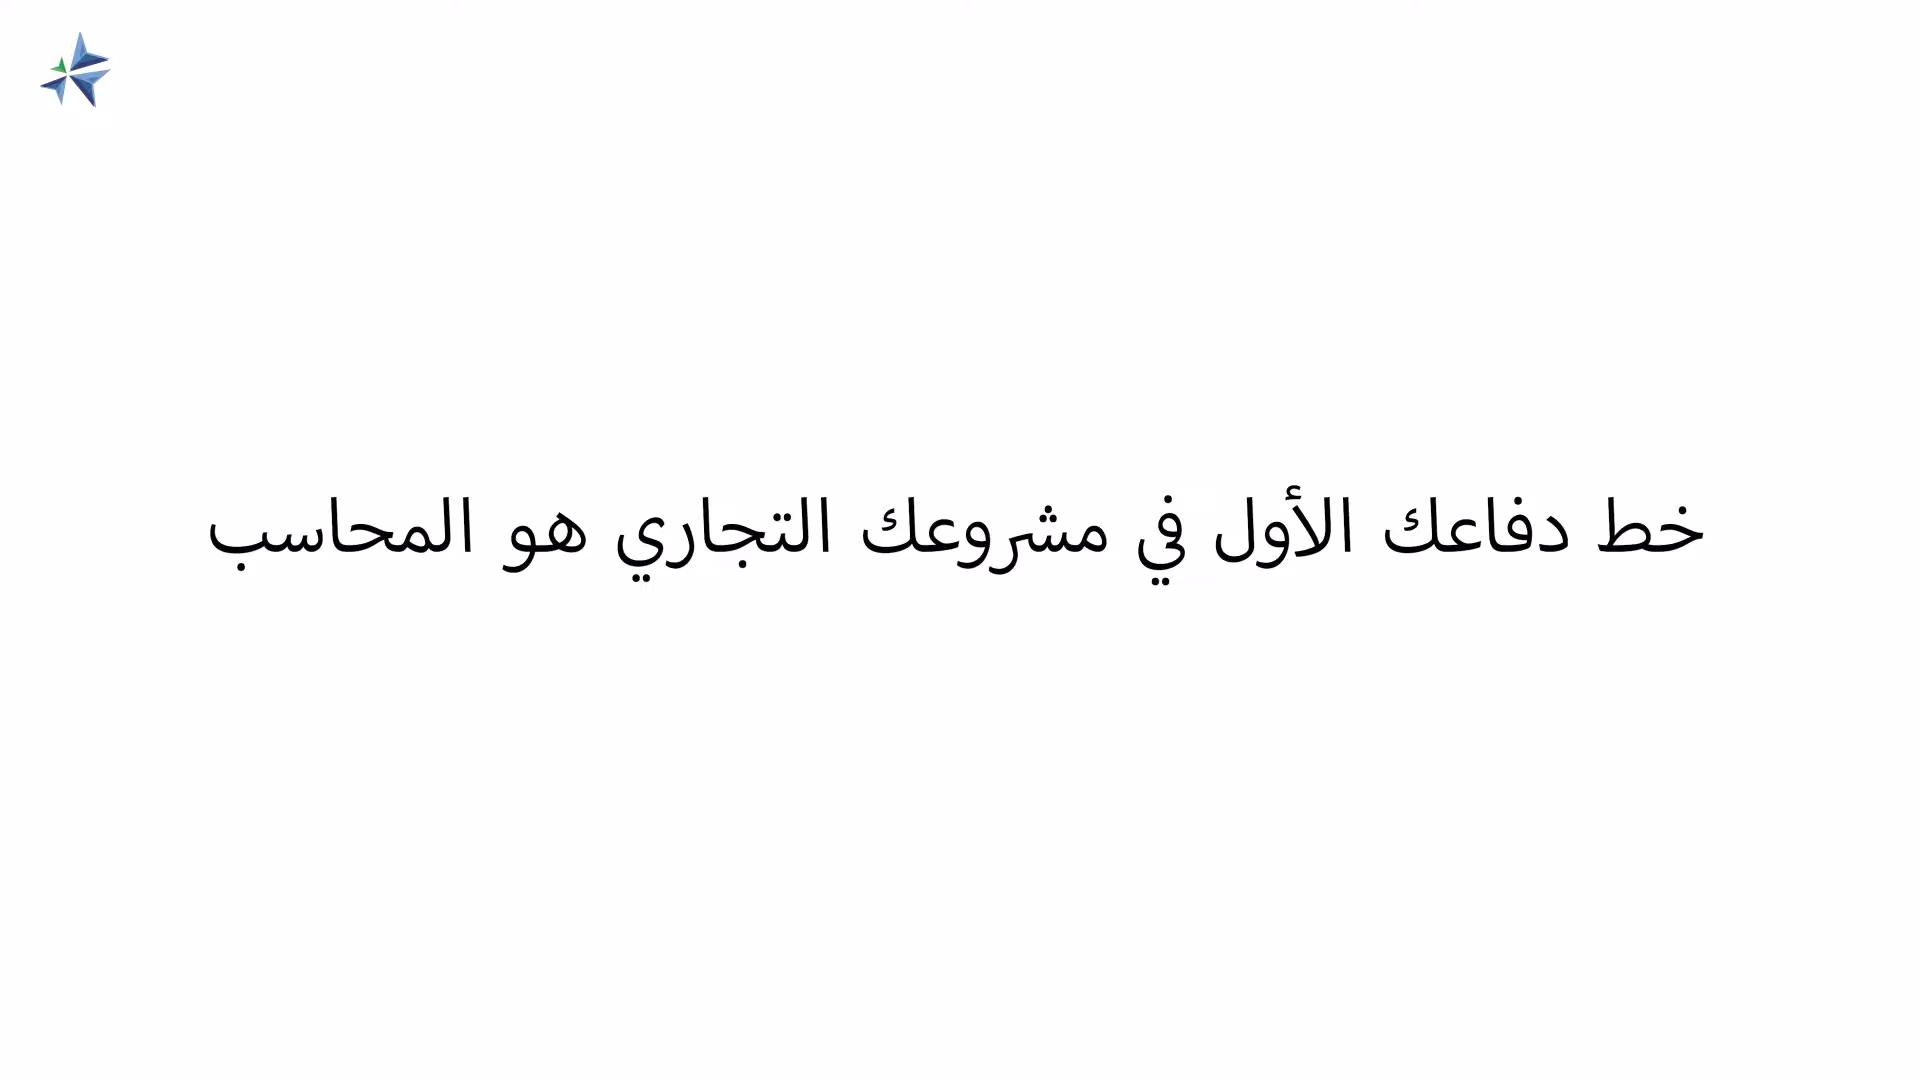 خط دفاعك الأول في مشروعك التجاري هو المحاسب